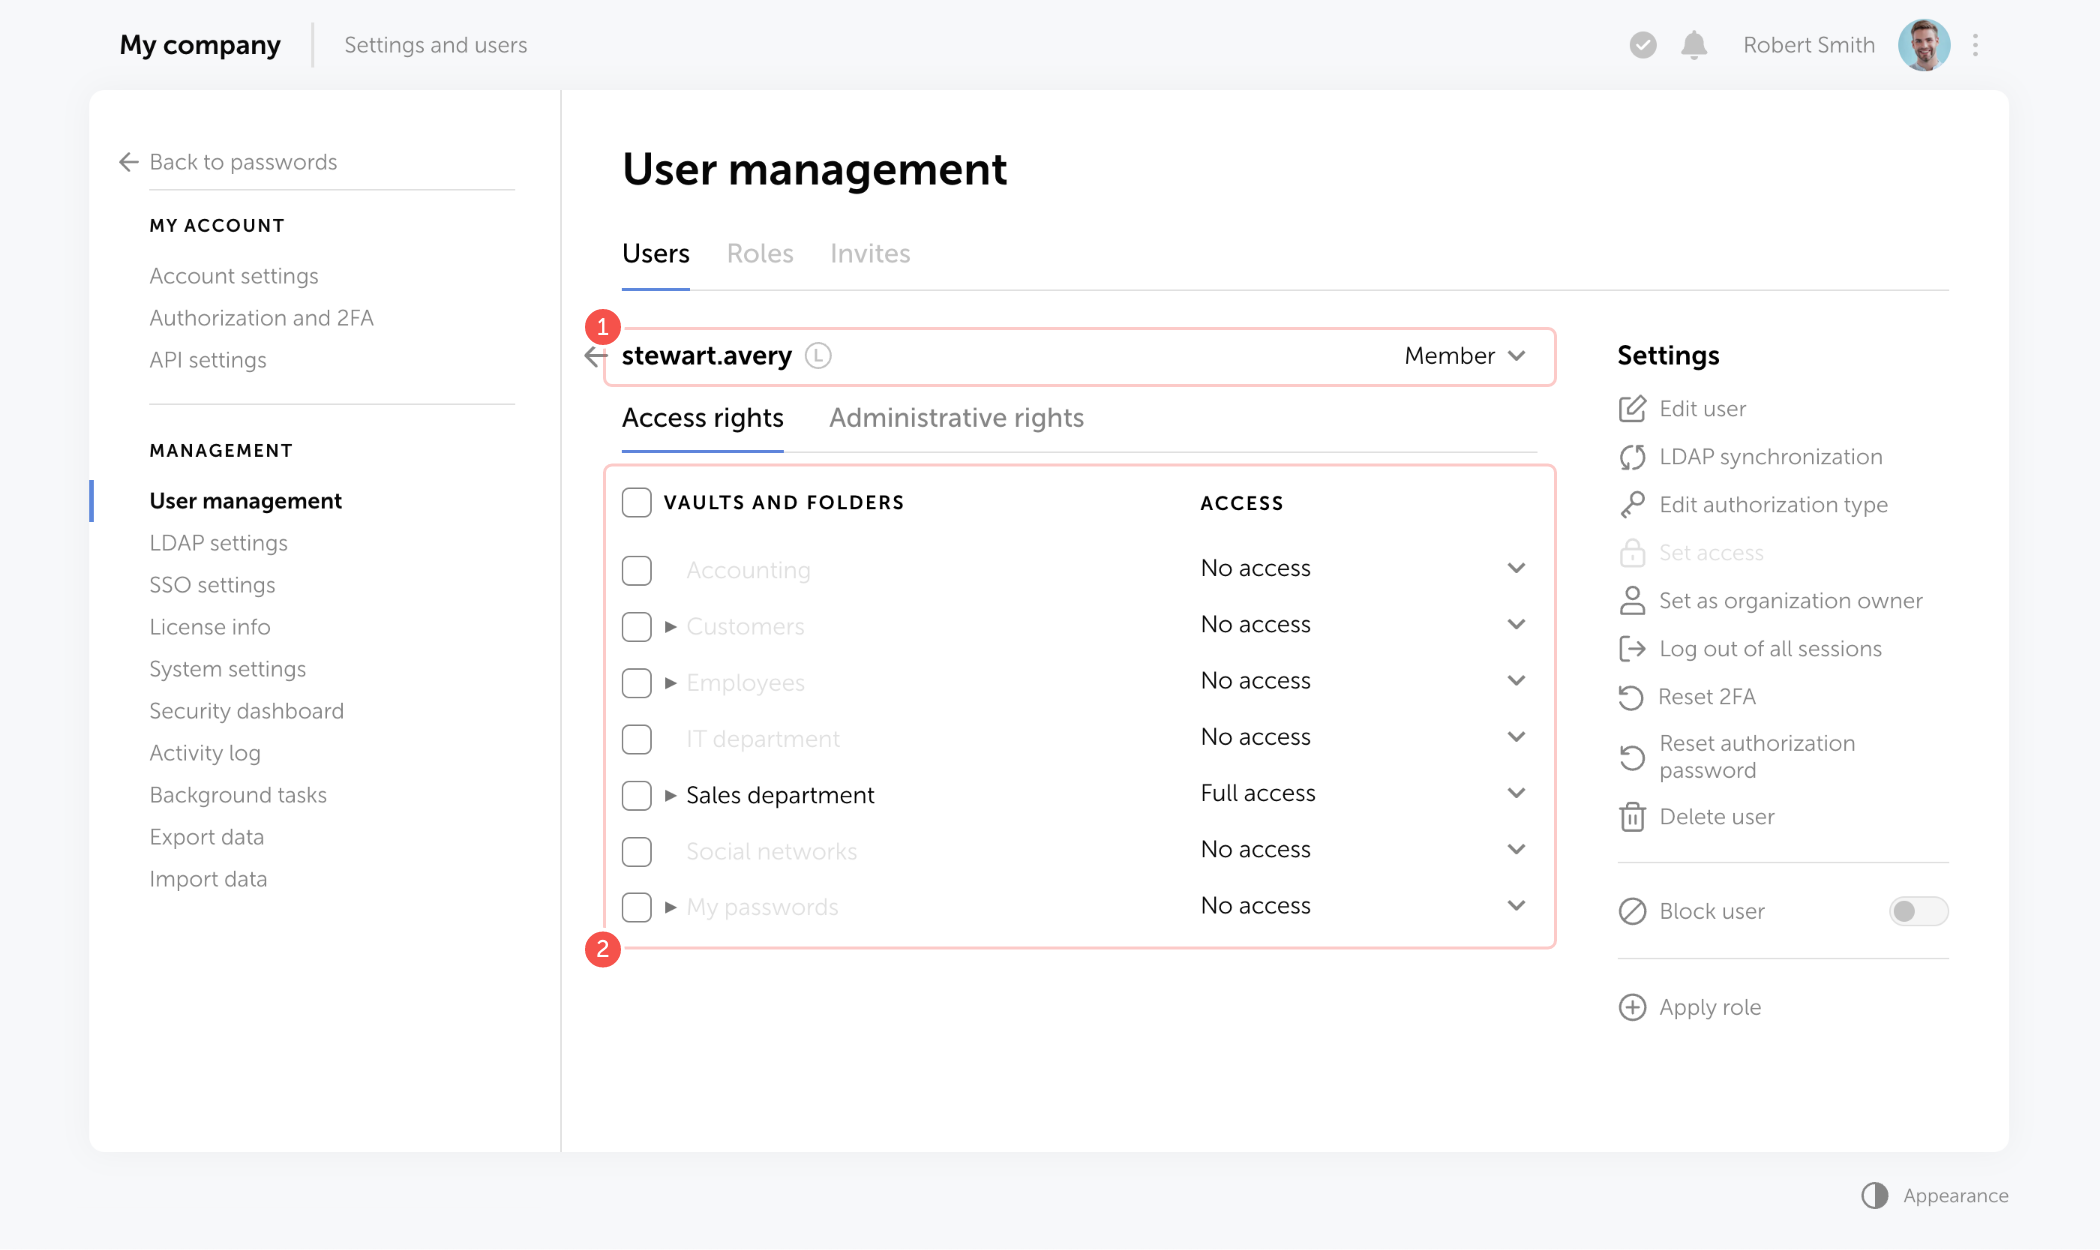 My company
Settings and users
Robert Smith
Back to passwords
MY ACCOUNT
Account settings
Authorization and 2FA
API settings
MANAGEMENT
User management
LDAP settings
SSO settings
License info
System settings
Security dashboard
Activity log
Background tasks
Export data
Import data
User management
Users Roles Invites
1
stewart.avery L Member
Access rights Administrative rights
VAULTS AND FOLDERS ACCESS
Accounting No access
Customers No access
Employees No access
IT department No access
Sales department Full access
Social networks No access
My passwords No access
2
Settings
Edit user
LDAP synchronization
Edit authorization type
Set access
Set as organization owner
Log out of all sessions
Reset 2FA
Reset authorization
password
Delete user
Block user
Apply role
Appearance